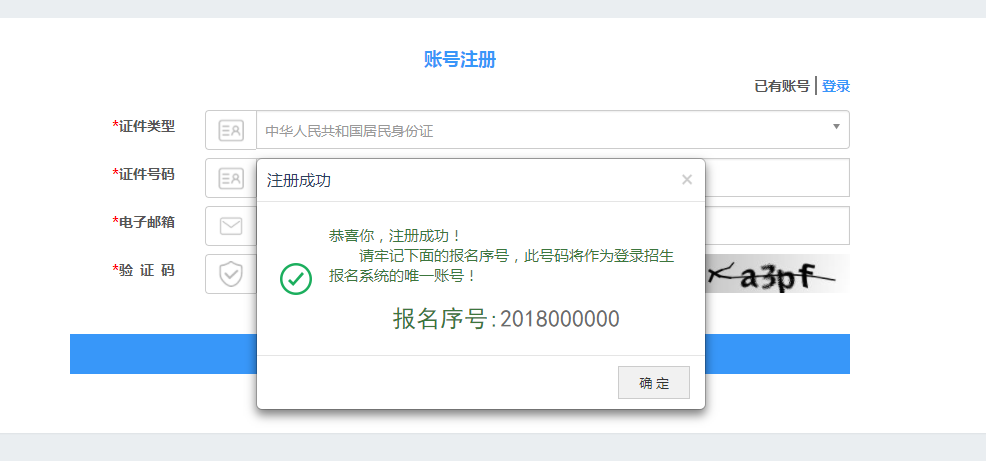 账号注册
已有账号 | 登录
*证件类型
中华人民共和国居民身份证
*证件号码
*电子邮箱
*验 证 码
a3pf
注册成功
×
恭喜你，注册成功！
请牢记下面的报名序号，此号码将作为登录招生
报名系统的唯一账号！
报名序号:2018000000
确 定